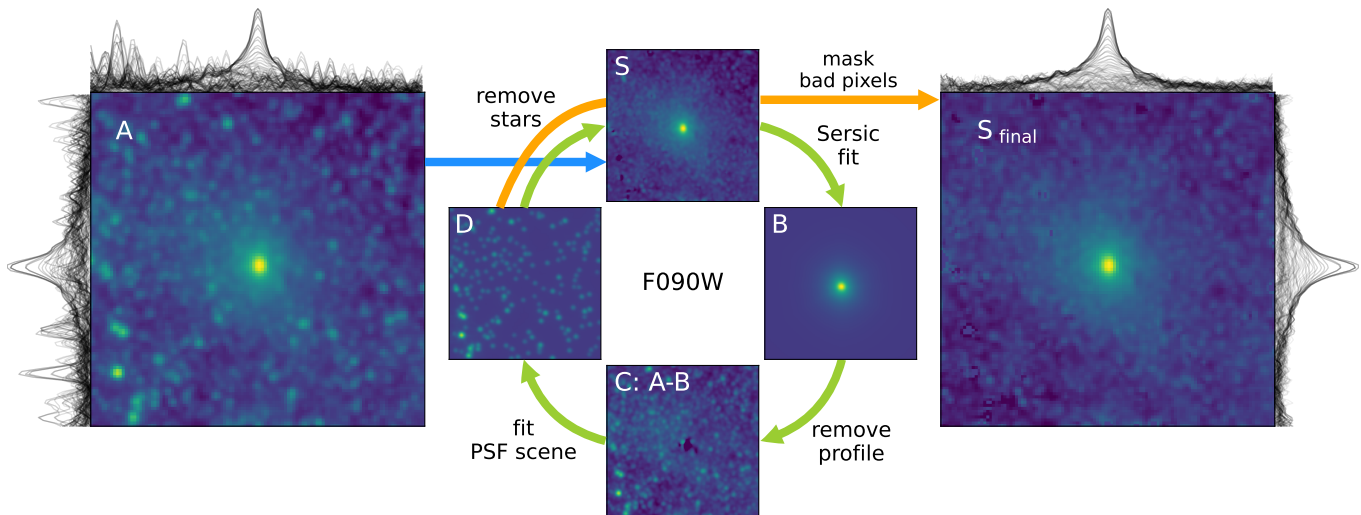 A
remove
stars
S
mask
bad pixels
S final
Sersic
fit
D
F090W
B
C: A-B
fit
PSF scene
remove
profile